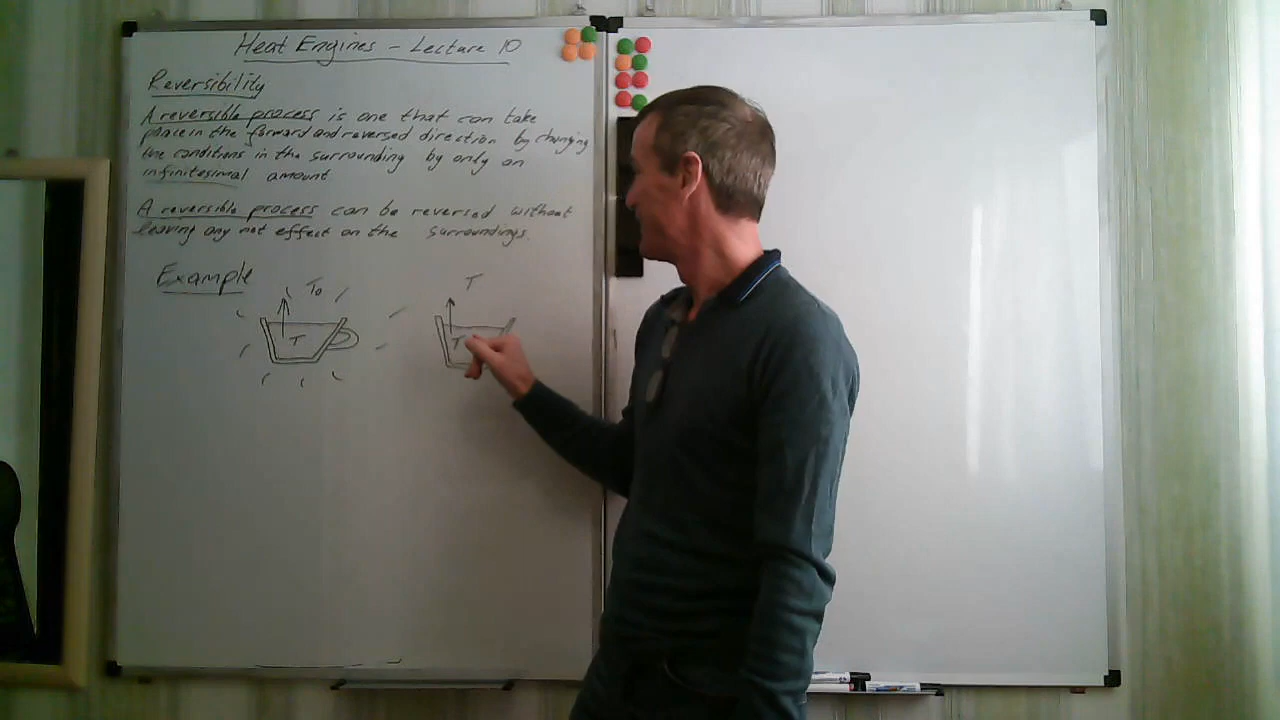 Heat Engines - Lecture 10
Reversibility
A reversible process is one that can take
place in the forward and reversed direction by changing
the conditions in the surrounding by only an
infinitesimal amount
A reversible process can be reversed without
leaving any not effect on the surroundings.
Example
To
T
T
T